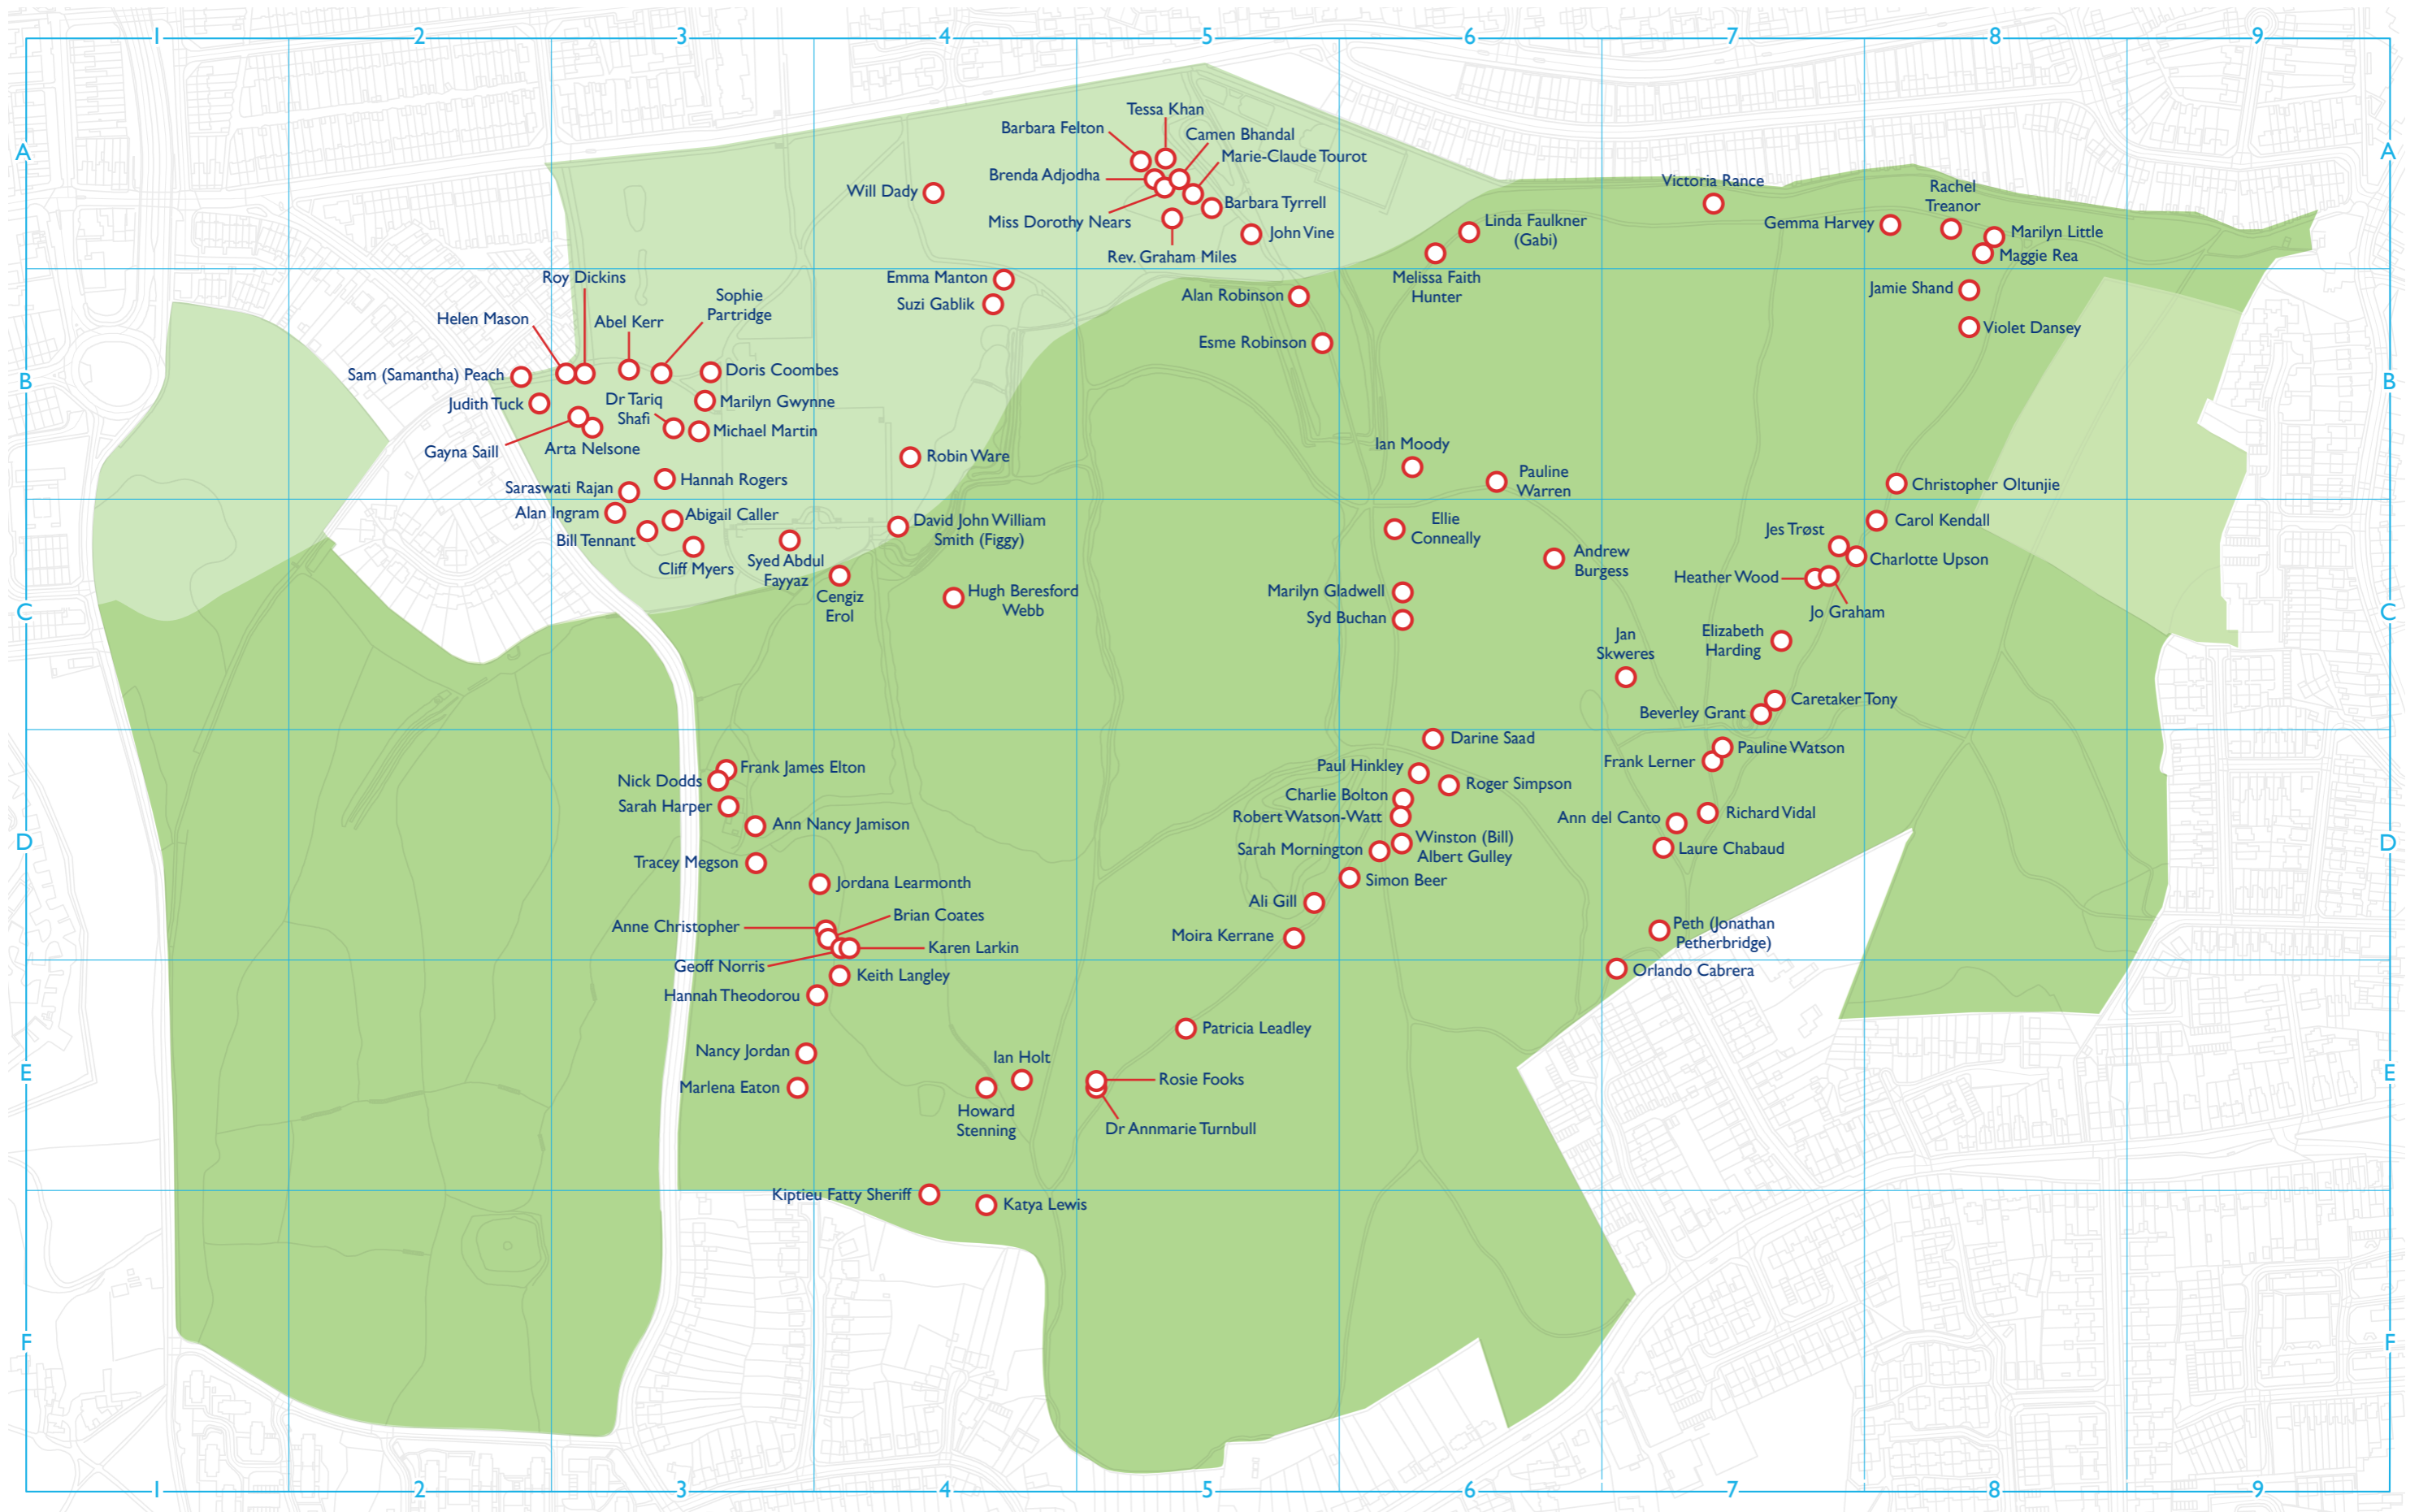 1 2 3 4 5 6 7 8 9
A
A
Tessa Khan
Barbara Felton
Camen Bhandal
Marie-Claude Tourot
Brenda Adjodha
Will Dady
Barbara Tyrrell
Miss Dorothy Nears
John Vine
Rev. Graham Miles
Linda Faulkner
(Gabi)
Melissa Faith
Hunter
Victoria Rance
Rachel
Treanor
Gemma Harvey
Marilyn Little
Maggie Rea
Jamie Shand
Violet Dansey
Emma Manton
Suzi Gablik
Alan Robinson
Esme Robinson
Roy Dickins
Sophie
Partridge
Helen Mason
Abel Kerr
B
B
Sam (Samantha) Peach
Doris Coombes
Judith Tuck
Dr Tariq
Shafi
Marilyn Gwynne
Michael Martin
Gayna Saill
Arta Nelsone
Robin Ware
Ian Moody
Pauline
Warren
Hannah Rogers
Saraswati Rajan
Christopher Oltunjie
Alan Ingram
Abigail Caller
Bill Tennant
Cliff Myers
Syed Abdul
Fayyaz
David John William
Smith (Figgy)
Cengiz
Erol
Hugh Beresford
Webb
Ellie
Conneally
Andrew
Burgess
Jes Trøst
Carol Kendall
Charlotte Upson
Heather Wood
Jo Graham
C
C
Marilyn Gladwell
Syd Buchan
Jan
Skweres
Elizabeth
Harding
Caretaker Tony
Beverley Grant
Darine Saad
Pauline Watson
Frank Lerner
Frank James Elton
Nick Dodds
Sarah Harper
Ann Nancy Jamison
Tracey Megson
Paul Hinkley
Roger Simpson
Charlie Bolton
Robert Watson-Watt
Winston (Bill)
Albert Gulley
Sarah Mornington
Simon Beer
Ann del Canto
Richard Vidal
Laure Chabaud
D
D
Jordana Learmonth
Ali Gill
Brian Coates
Anne Christopher
Karen Larkin
Geoff Norris
Moira Kerrane
Peth (Jonathan
Petherbridge)
Orlando Cabrera
Keith Langley
Hannah Theodorou
Patricia Leadley
Nancy Jordan
Ian Holt
E
E
Marlena Eaton
Howard
Stenning
Rosie Fooks
Dr Annmarie Turnbull
Kiptieu Fatty Sheriff
Katya Lewis
F
F
1 2 3 4 5 6 7 8 9